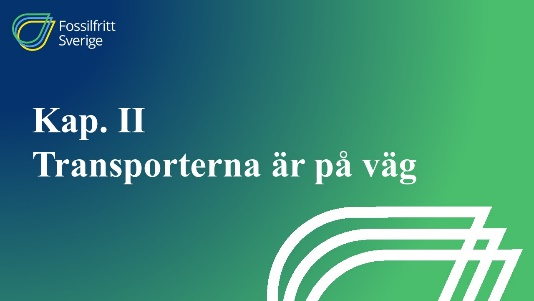 Fossilfritt
Sverige
Kap. II
Transporterna är på väg